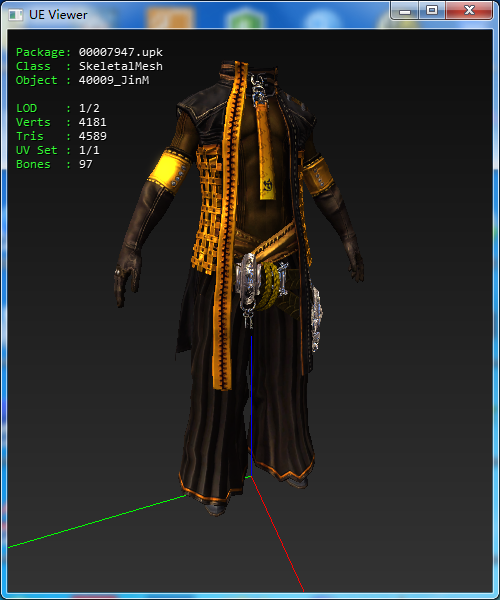 UE Viewer
Package: 00007947.upk
Class : SkeletalMesh
Object : 40009_JinM
LOD : 1/2
Verts : 4181
Tris : 4589
UV Set : 1/1
Bones : 97